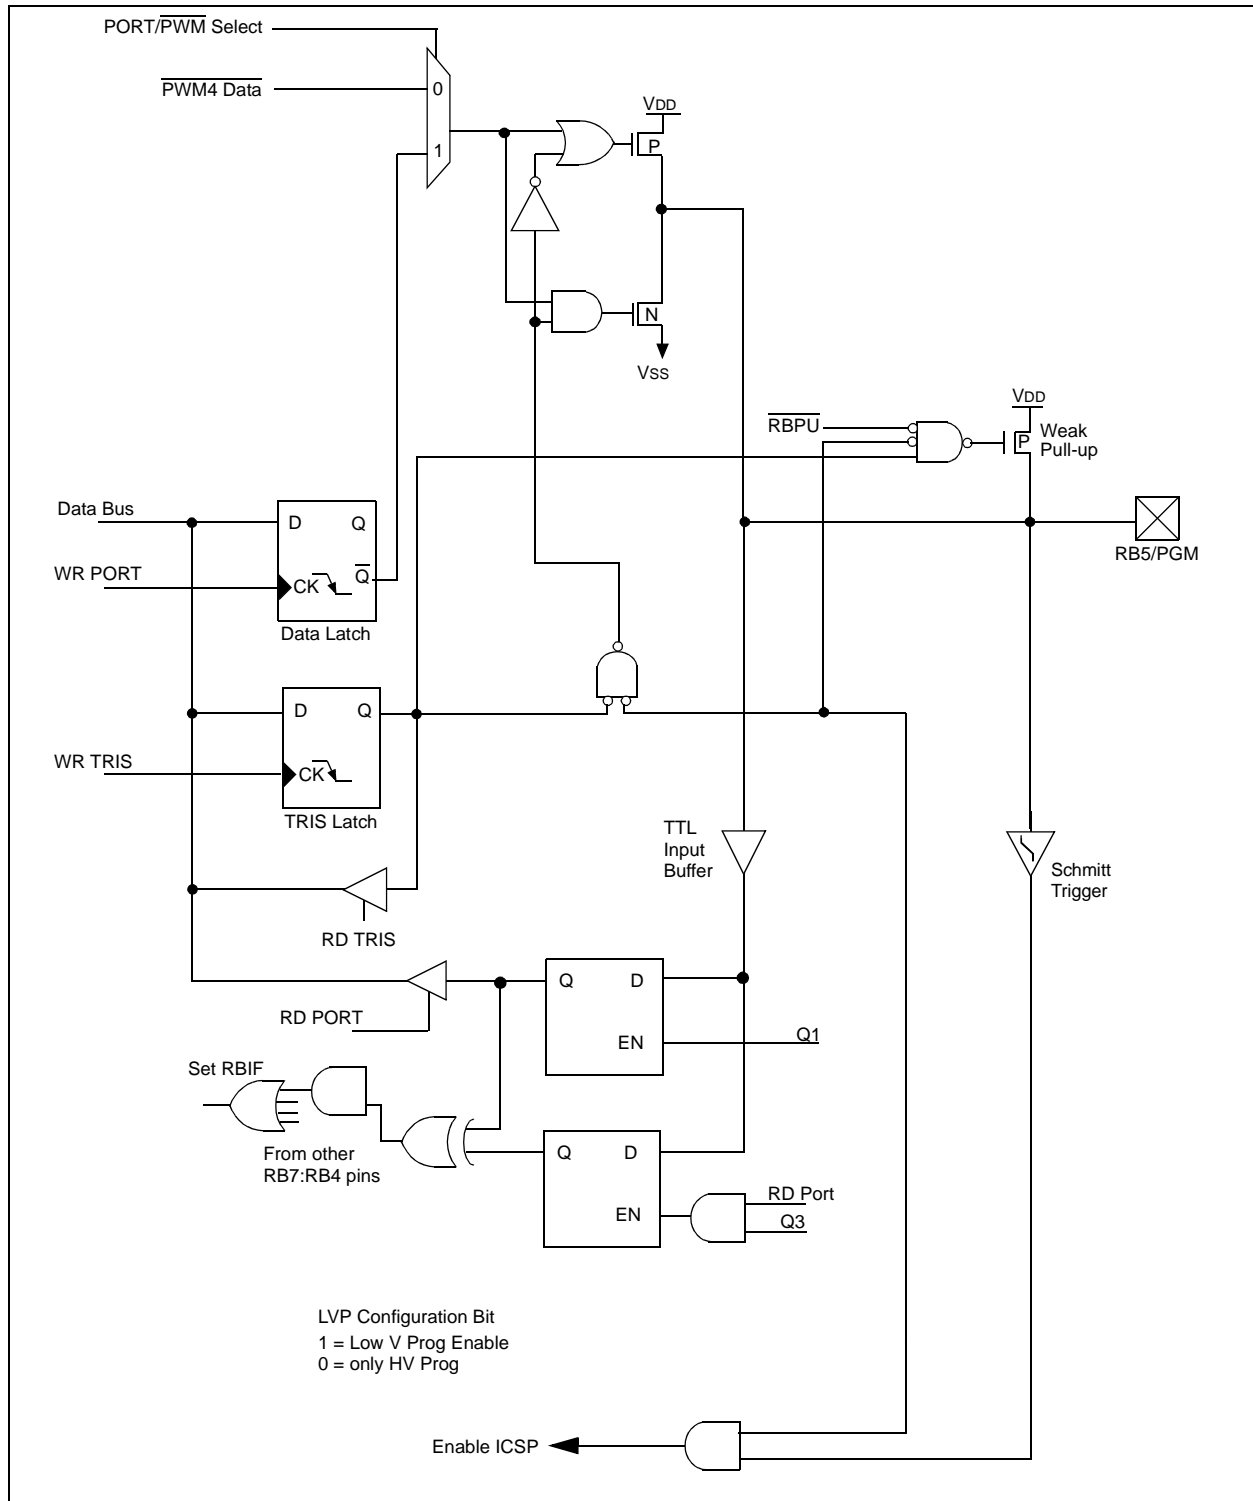 PORT/PWM Select
PWM4 Data
0
1
VDD
P
N
VSS
VDD
RBPU
P
Weak
Pull-up
Data Bus
D
Q
WR PORT
CK
Q
RB5/PGM
Data Latch
D
Q
WR TRIS
CK
TRIS Latch
TTL
Input
Buffer
Schmitt
Trigger
RD TRIS
Q
D
RD PORT
EN
Q1
Set RBIF
From other
RB7:RB4 pins
Q
D
RD Port
EN
Q3
LVP Configuration Bit
1 = Low V Prog Enable
0 = only HV Prog
Enable ICSP